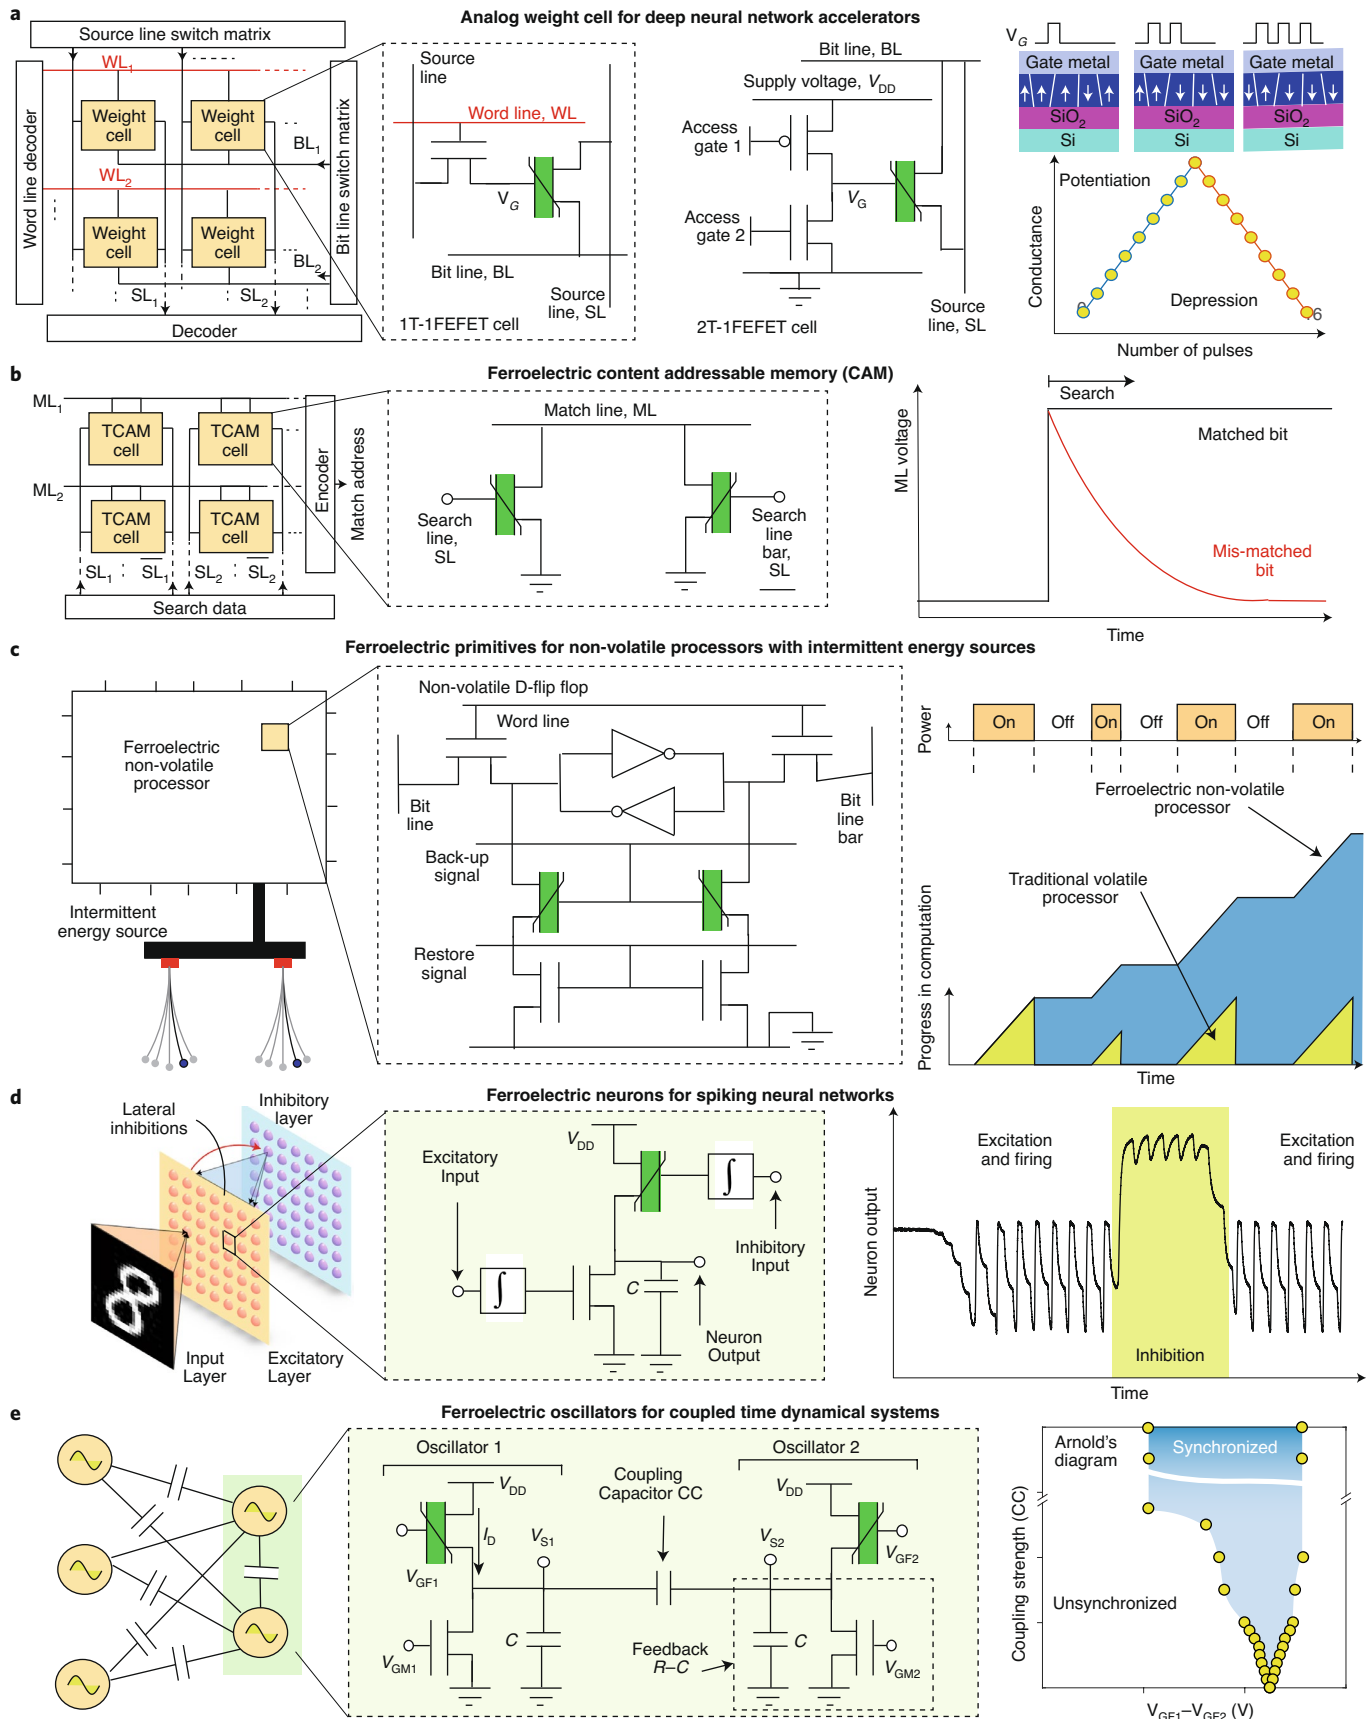 a
Analog weight cell for deep neural network accelerators
Source line switch matrix
Word line decoder
WL1
Weight cell
Weight cell
BL1
WL2
Weight cell
Weight cell
BL2
SL1
SL2
Bit line switch matrix
Decoder
Source line
Word line, WL
VG
Bit line, BL
Source line, SL
1T-1FEFET cell
Bit line, BL
Supply voltage, VDD
Access gate 1
VG
Access gate 2
Source line, SL
2T-1FEFET cell
VG
Gate metal
Gate metal
Gate metal
SiO2
SiO2
SiO2
Si
Si
Si
Potentiation
Depression
Conductance
Number of pulses
b
Ferroelectric content addressable memory (CAM)
ML1
TCAM cell
TCAM cell
ML2
TCAM cell
TCAM cell
SL1
SL1
SL2
SL2
Search data
Encoder
Match address
Match line, ML
Search line, SL
Search line bar, SL
Search
ML voltage
Matched bit
Mis-matched bit
Time
c
Ferroelectric primitives for non-volatile processors with intermittent energy sources
Ferroelectric non-volatile processor
Intermittent energy source
Non-volatile D-flip flop
Word line
Bit line
Bit line bar
Back-up signal
Restore signal
Power
On
Off
On
Off
On
Off
On
Ferroelectric non-volatile processor
Traditional volatile processor
Progress in computation
Time
d
Ferroelectric neurons for spiking neural networks
Lateral inhibitions
Inhibitory layer
8
Input Layer
Excitatory Layer
VDD
Excitatory Input
∫
∫
Inhibitory Input
C
Neuron Output
Neuron output
Excitation and firing
Inhibition
Excitation and firing
Time
e
Ferroelectric oscillators for coupled time dynamical systems
Oscillator 1
Oscillator 2
VDD
Coupling Capacitor CC
VDD
ID
VS1
VS2
VGF1
VGF2
C
C
VGM1
Feedback R–C
VGM2
Arnold's diagram
Synchronized
Unsynchronized
Coupling strength (CC)
VGF1–VGF2 (V)